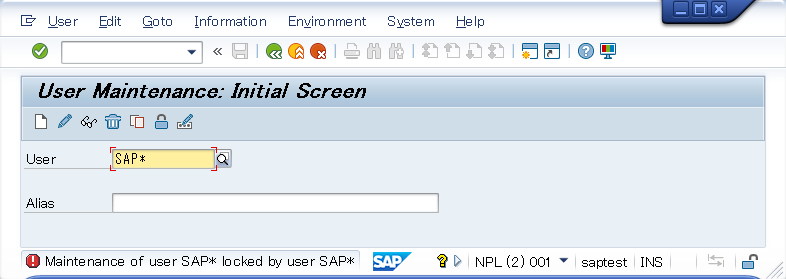 User Edit Goto Information Environment System Help
User Maintenance: Initial Screen
User SAP*
Alias
Maintenance of user SAP* locked by user SAP* SAP NPL (2) 001 saptest INS